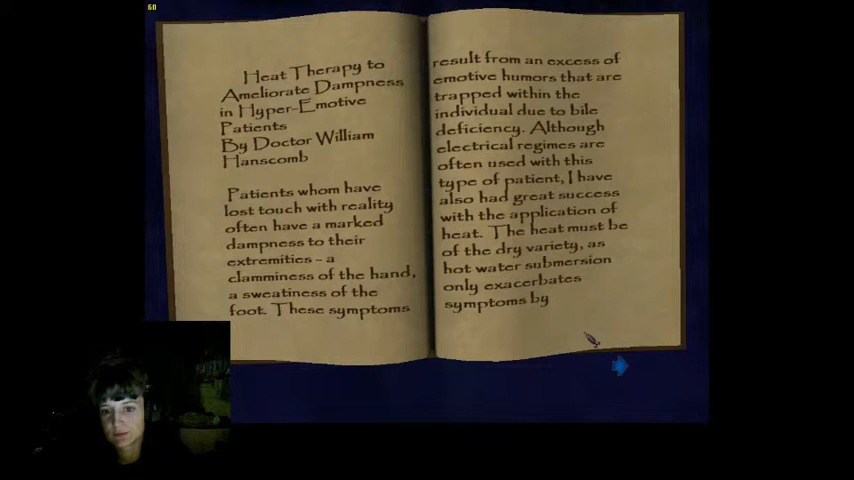 60
Heat Therapy to
Ameliorate Dampness
in Hyper-Emotive
Patients
By Doctor William
Hanscomb
Patients whom have
lost touch with reality
often have a marked
dampness to their
extremities - a
clamminess of the hand,
a sweatiness of the
foot. These symptoms
result from an excess of
emotive humors that are
trapped within the
individual due to bile
deficiency. Although
electrical regimes are
often used with this
type of patient, I have
also had great success
with the application of
heat. The heat must be
of the dry variety, as
hot water submersion
only exacerbates
symptoms by